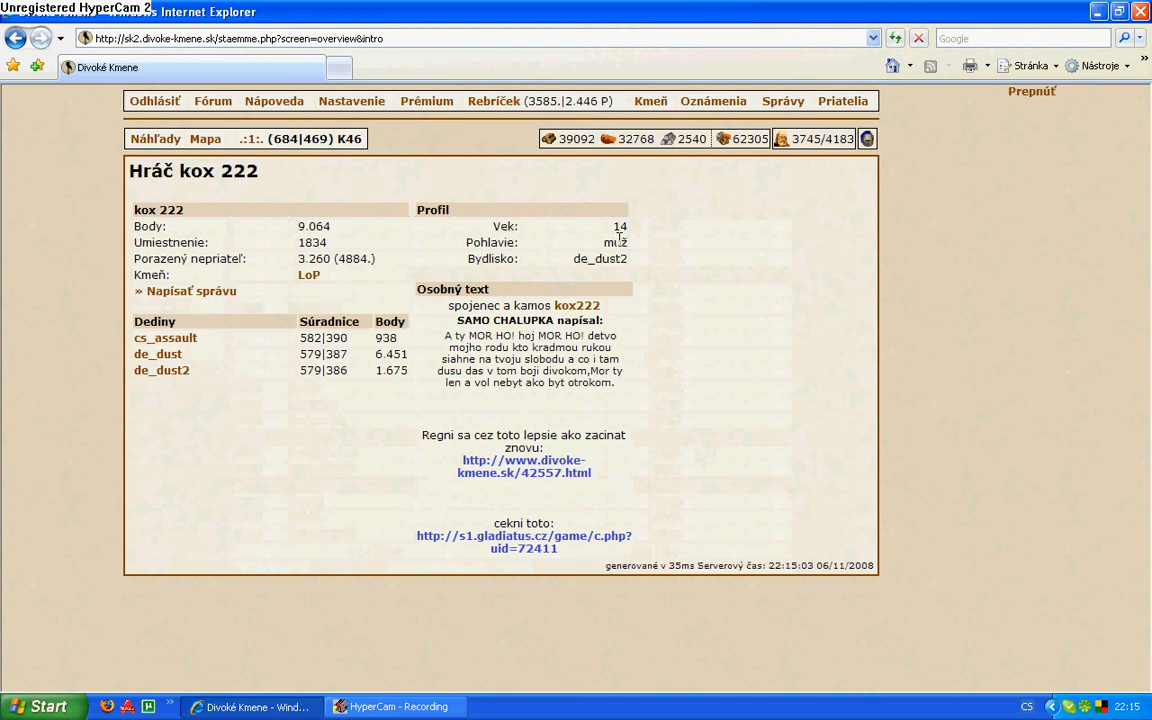 Unregistered HyperCam 2
Windows Internet Explorer
http://sk2.divoke-kmene.sk/staemme.php?screen=overview&intro
Google
Divoké Kmene
Stránka
Nástroje
Prepnúť
Odhlásiť Fórum Nápoveda Nastavenie Prémium Rebríček (3585.|2.446 P) Kmeň Oznámenia Správy Priatelia
Náhľady Mapa .:1:. (684|469) K46
39092 32768 2540 62305 3745/4183
Hráč kox 222
kox 222
Body: 9.064
Umiestnenie: 1834
Porazený nepriateľ: 3.260 (4884.)
Kmeň: LoP
» Napísať správu
Dediny Súradnice Body
cs_assault 582|390 938
de_dust 579|387 6.451
de_dust2 579|386 1.675
Profil
Vek: 14
Pohlavie: muž
Bydlisko: de_dust2
Osobný text
spojenec a kamos kox222
SAMO CHALUPKA napísal:
A ty MOR HO! hoj MOR HO! detvo
mojho rodu kto kradmou rukou
siahne na tvoju slobodu a co i tam
dusu das v tom boji divokom,Mor ty
len a vol nebyt ako byt otrokom.
Regni sa cez toto lepsie ako zacinat
znovu:
http://www.divoke-
kmene.sk/42557.html
cekni toto:
http://s1.gladiatus.cz/game/c.php?
uid=72411
generované v 35ms Serverový čas: 22:15:03 06/11/2008
Start
Divoké Kmene - Wind...
HyperCam - Recording
CS
22:15